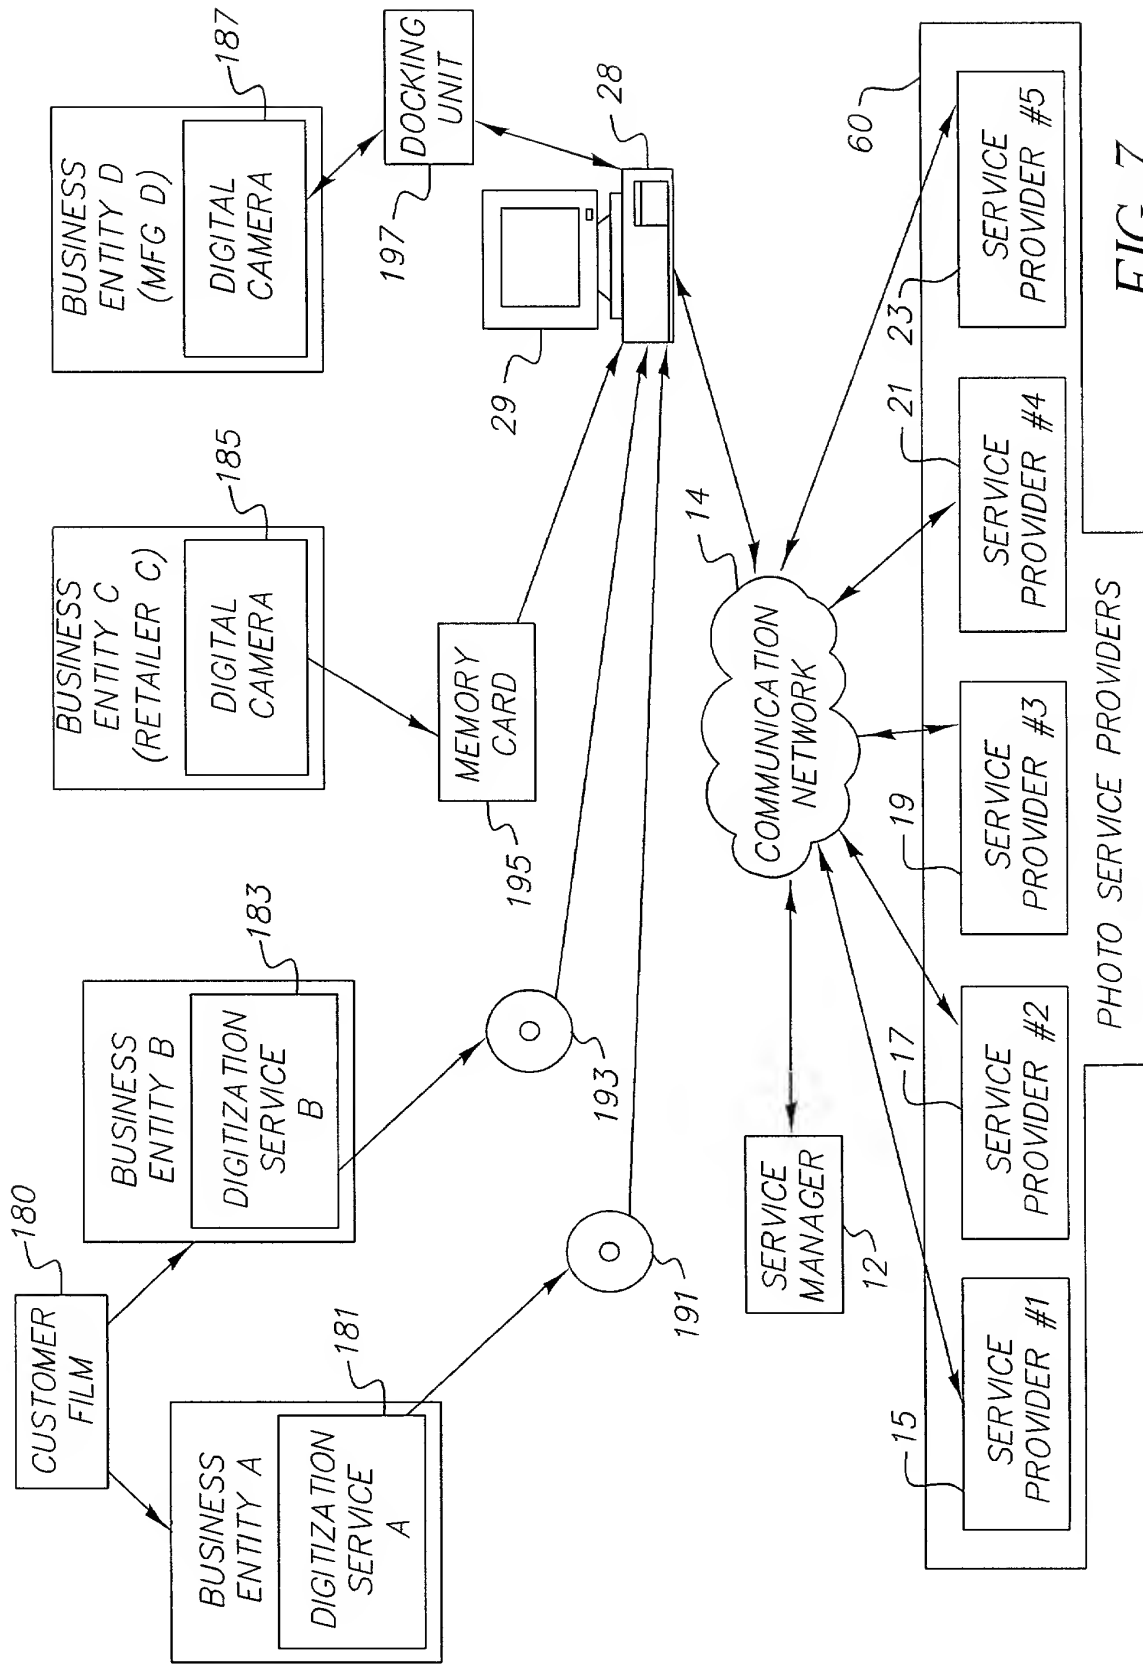 180
CUSTOMER
FILM
BUSINESS
ENTITY A
DIGITIZATION
SERVICE
A
181
BUSINESS
ENTITY B
DIGITIZATION
SERVICE
B
183
BUSINESS
ENTITY C
(RETAILER C)
DIGITAL
CAMERA
185
BUSINESS
ENTITY D
(MFG D)
DIGITAL
CAMERA
187
191
193
MEMORY
CARD
195
DOCKING
UNIT
197
28
29
SERVICE
MANAGER
12
COMMUNICATION
NETWORK
14
60
15
SERVICE
PROVIDER #1
17
SERVICE
PROVIDER #2
19
SERVICE
PROVIDER #3
21
SERVICE
PROVIDER #4
23
SERVICE
PROVIDER #5
PHOTO SERVICE PROVIDERS
FIG. 7